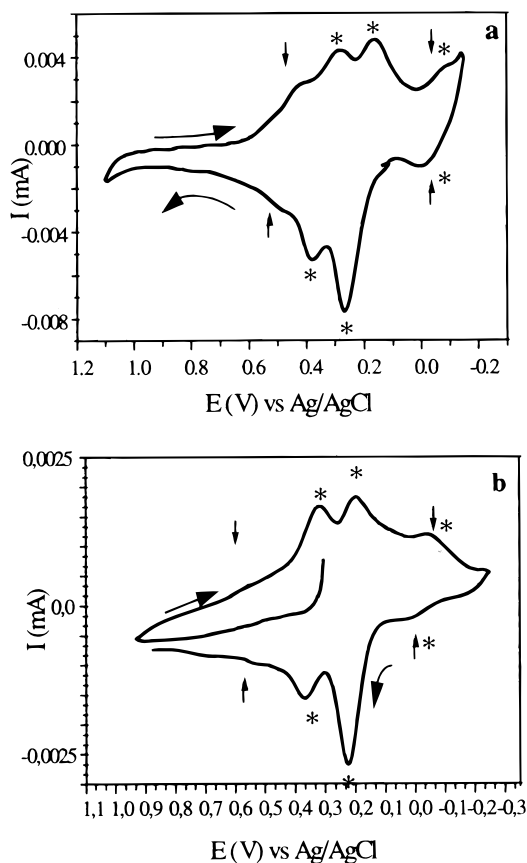 a
0.004
0.000
-0.004
-0.008
I (mA)
1.2 1.0 0.8 0.6 0.4 0.2 0.0 -0.2
E (V) vs Ag/AgCl
* * * * * * *
b
0,0025
0,0
-0,0025
I (mA)
1,1 1,0 0,9 0,8 0,7 0,6 0,5 0,4 0,3 0,2 0,1 0,0 -0,1 -0,2 -0,3
E (V) vs Ag/AgCl
* * * * * *